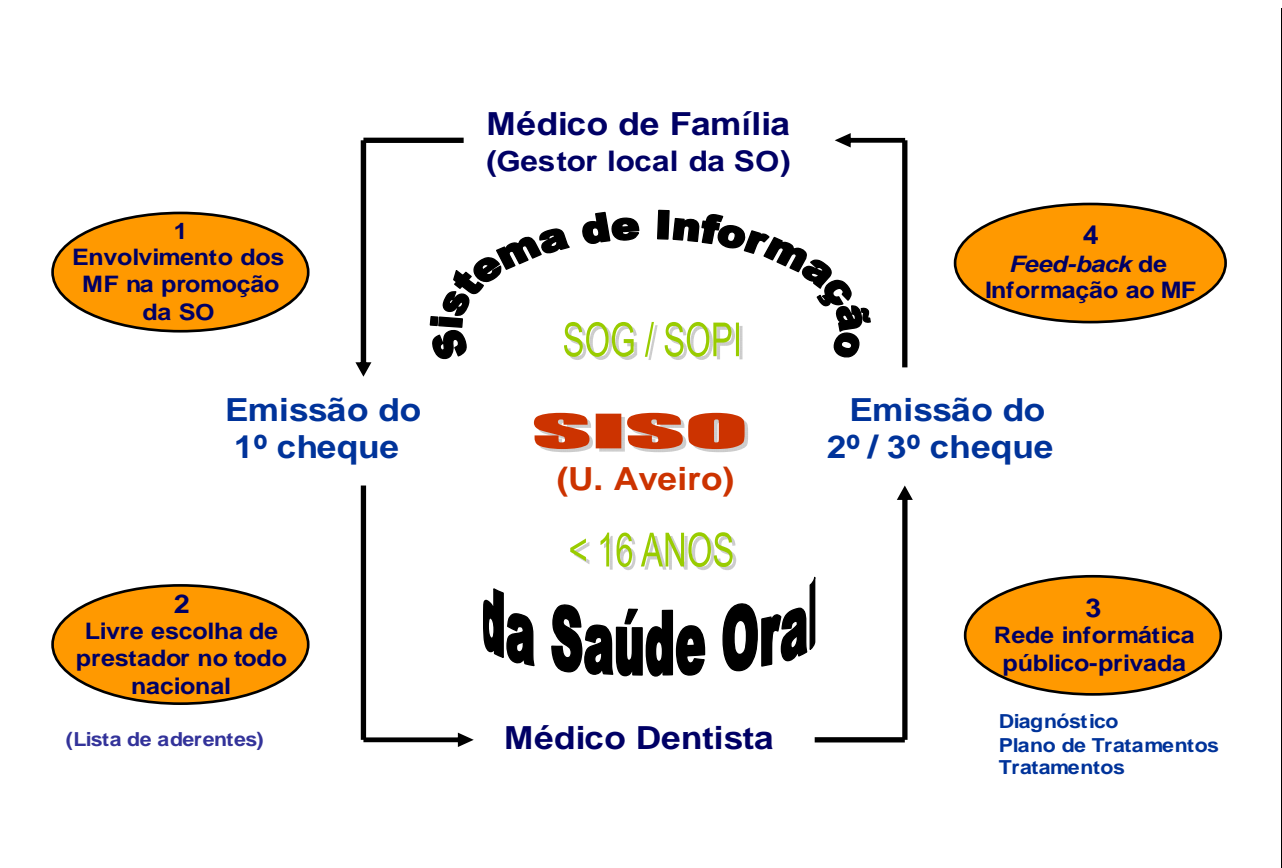 Médico de Família
(Gestor local da SO)
1
Envolvimento dos
MF na promoção
da SO
4
Feed-back de
Informação ao MF
Sistema de Informação
SOG / SOPI
Emissão do
1º cheque
SISO
(U. Aveiro)
Emissão do
2º / 3º cheque
< 16 ANOS
da Saúde Oral
2
Livre escolha de
prestador no todo
nacional
(Lista de aderentes)
3
Rede informática
público-privada
Médico Dentista
Diagnóstico
Plano de Tratamentos
Tratamentos